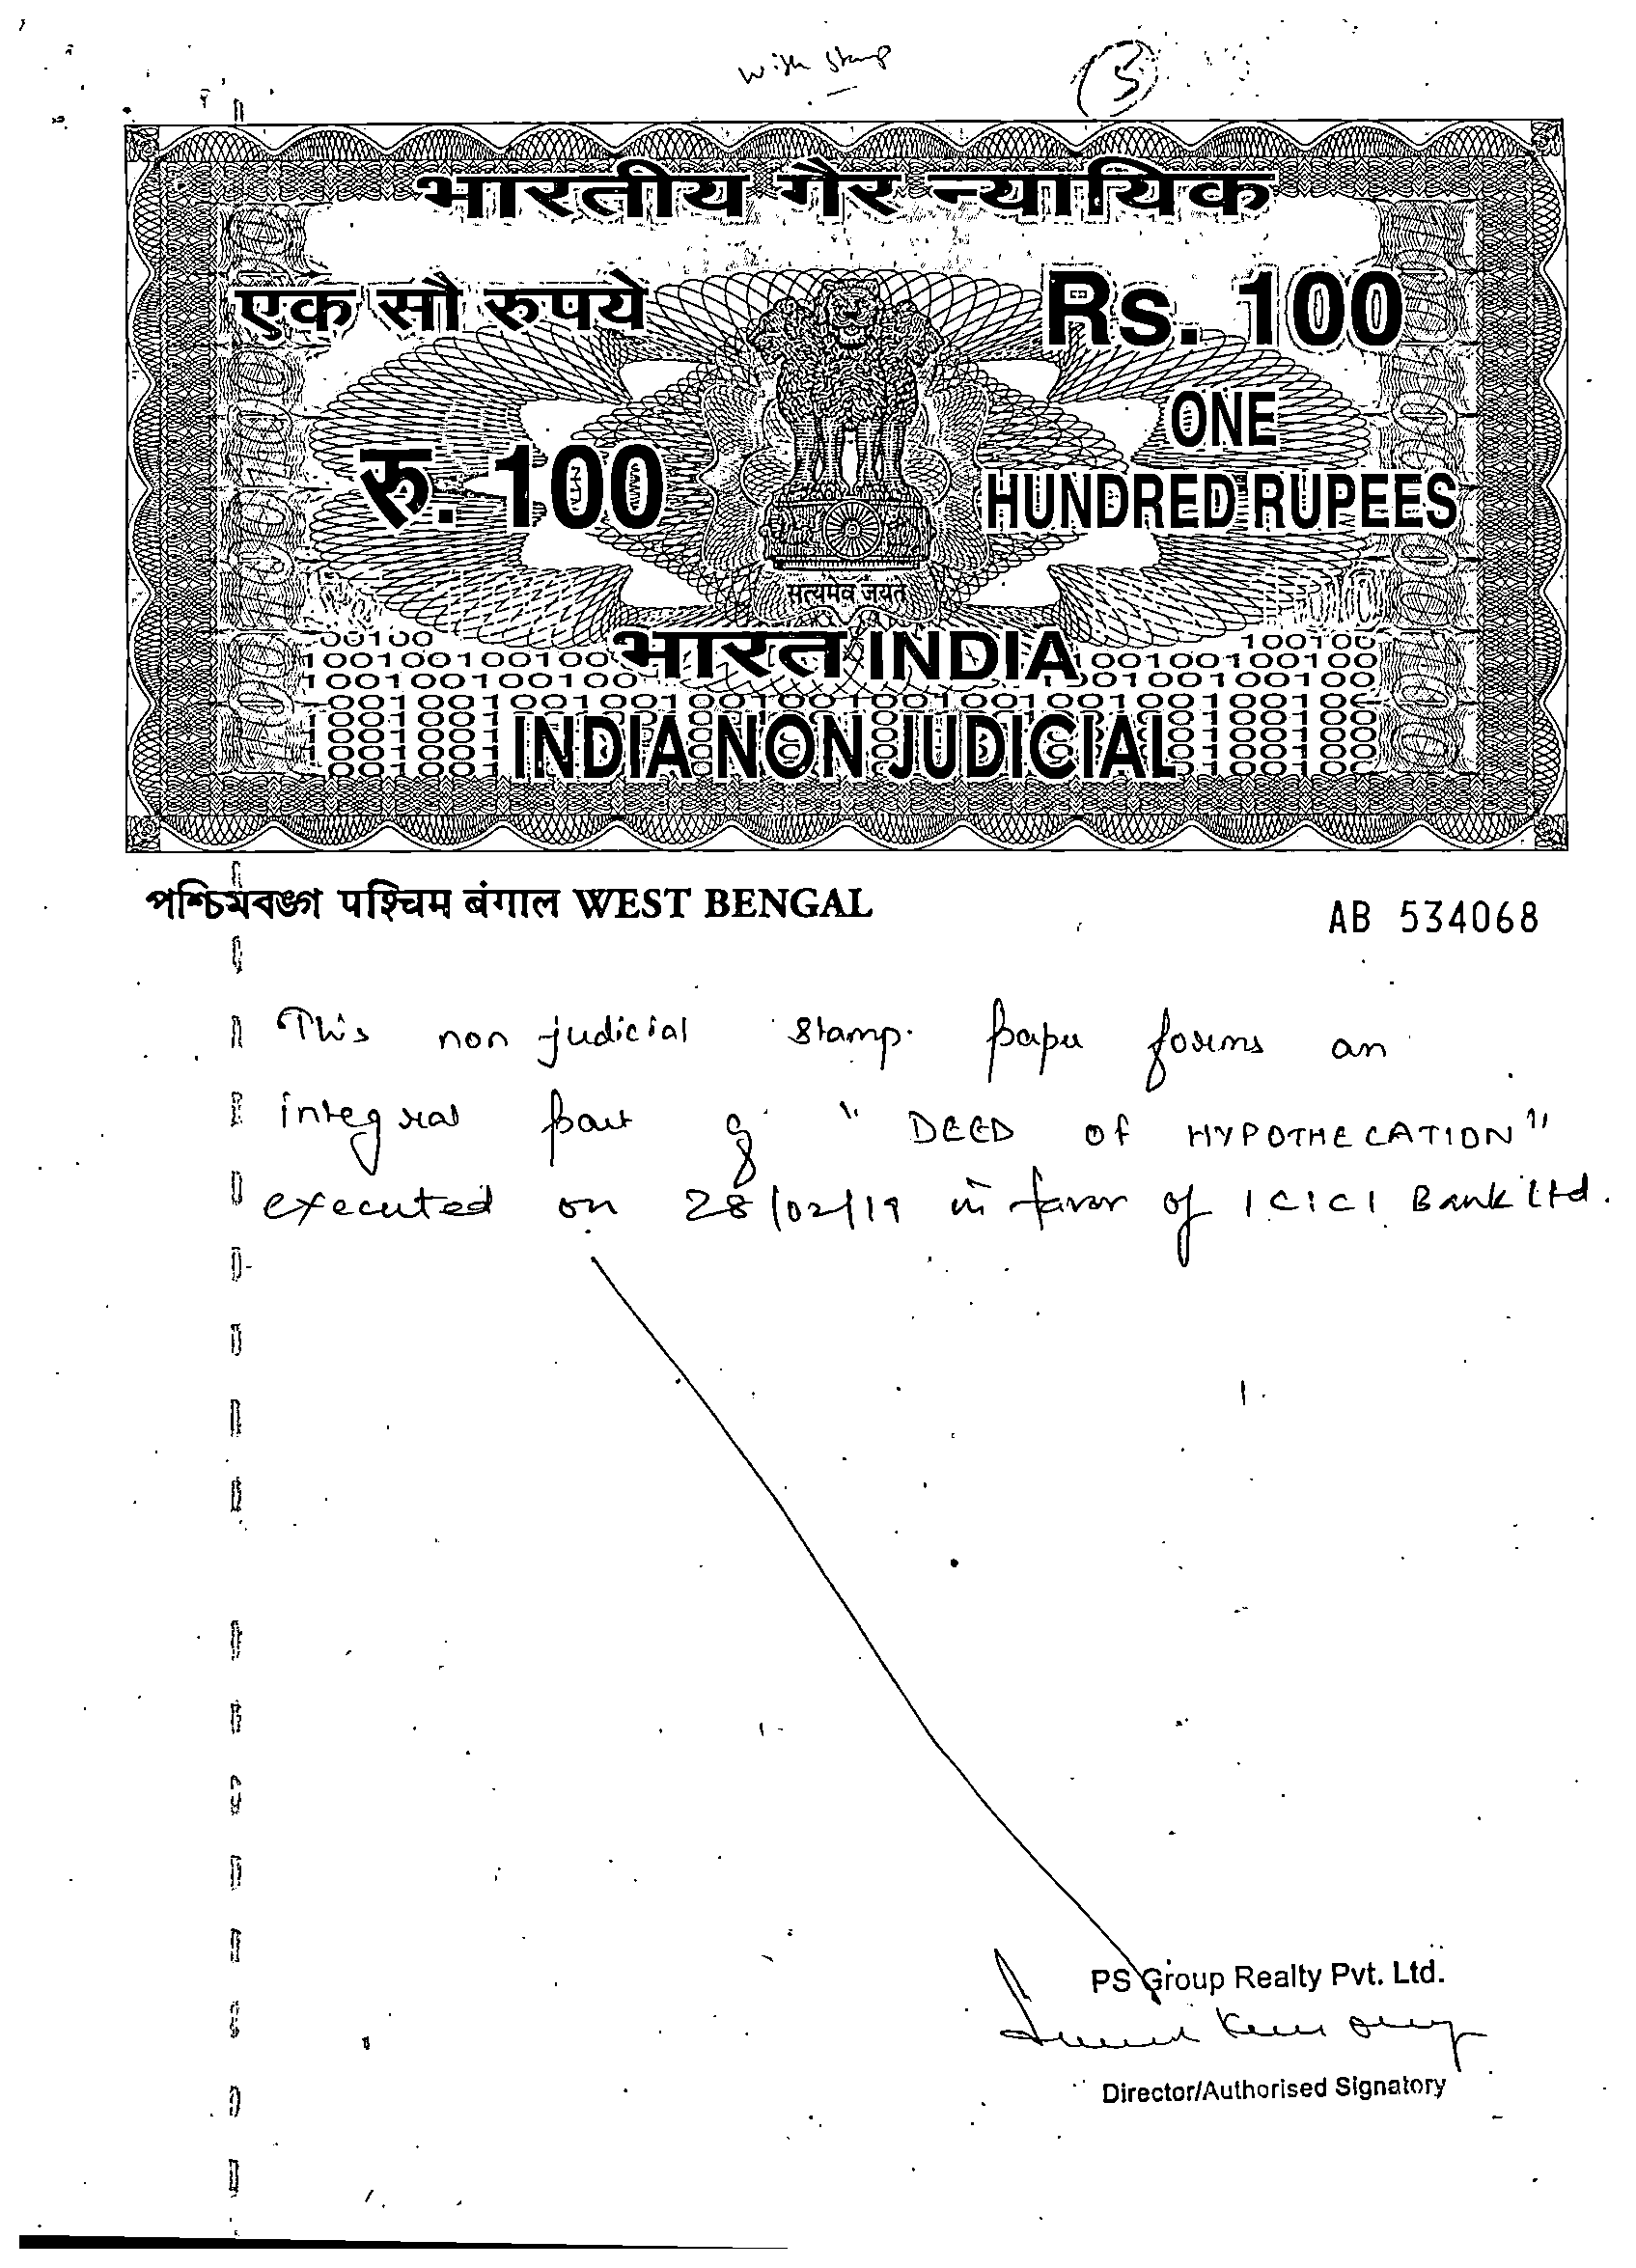 with stamp
3
भारतीय गैर न्यायिक
एक सौ रुपये
Rs. 100
रु. 100
ONE
HUNDRED RUPEES
सत्यमेव जयते
भारत INDIA
INDIA NON JUDICIAL
পশ্চিমবঙ্গ पश्चिम बंगाल WEST BENGAL
AB 534068
This non judicial stamp paper forms an
integral part of "DEED OF HYPOTHECATION"
executed on 28/02/19 in favor of ICICI Bank Ltd.
PS Group Realty Pvt. Ltd.
Director/Authorised Signatory